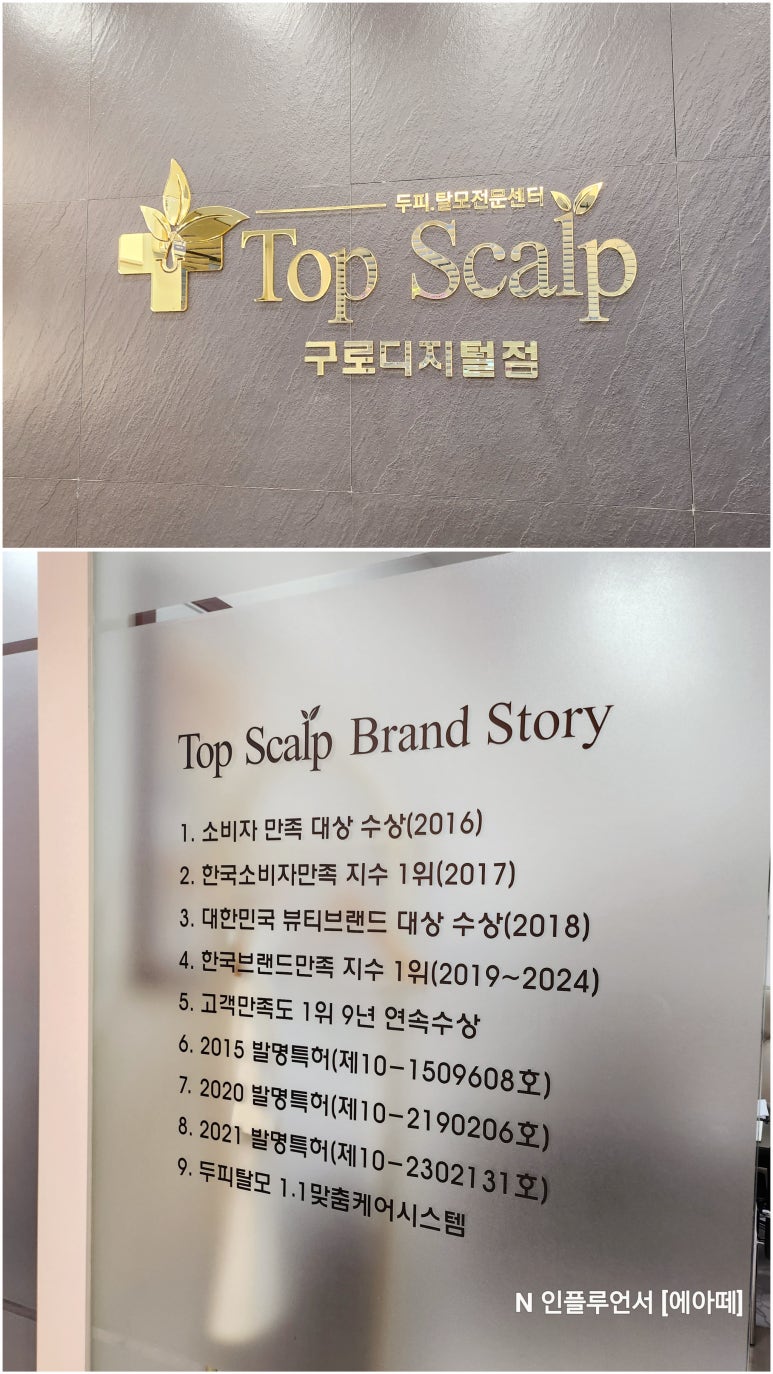 두피.탈모전문센터
Top Scalp
구로디지털점
Top Scalp Brand Story
1. 소비자 만족 대상 수상(2016)
2. 한국소비자만족 지수 1위(2017)
3. 대한민국 뷰티브랜드 대상 수상(2018)
4. 한국브랜드만족 지수 1위(2019~2024)
5. 고객만족도 1위 9년 연속수상
6. 2015 발명특허(제10-1509608호)
7. 2020 발명특허(제10-2190206호)
8. 2021 발명특허(제10-2302131호)
9. 두피탈모 1.1맞춤케어시스템
N 인플루언서 [에아떼]